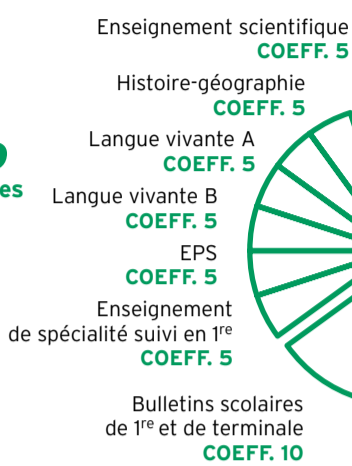 Enseignement scientifique
COEFF. 5
Histoire-géographie
COEFF. 5
Langue vivante A
COEFF. 5
es
Langue vivante B
COEFF. 5
EPS
COEFF. 5
Enseignement
de spécialité suivi en 1re
COEFF. 5
Bulletins scolaires
de 1re et de terminale
COEFF. 10